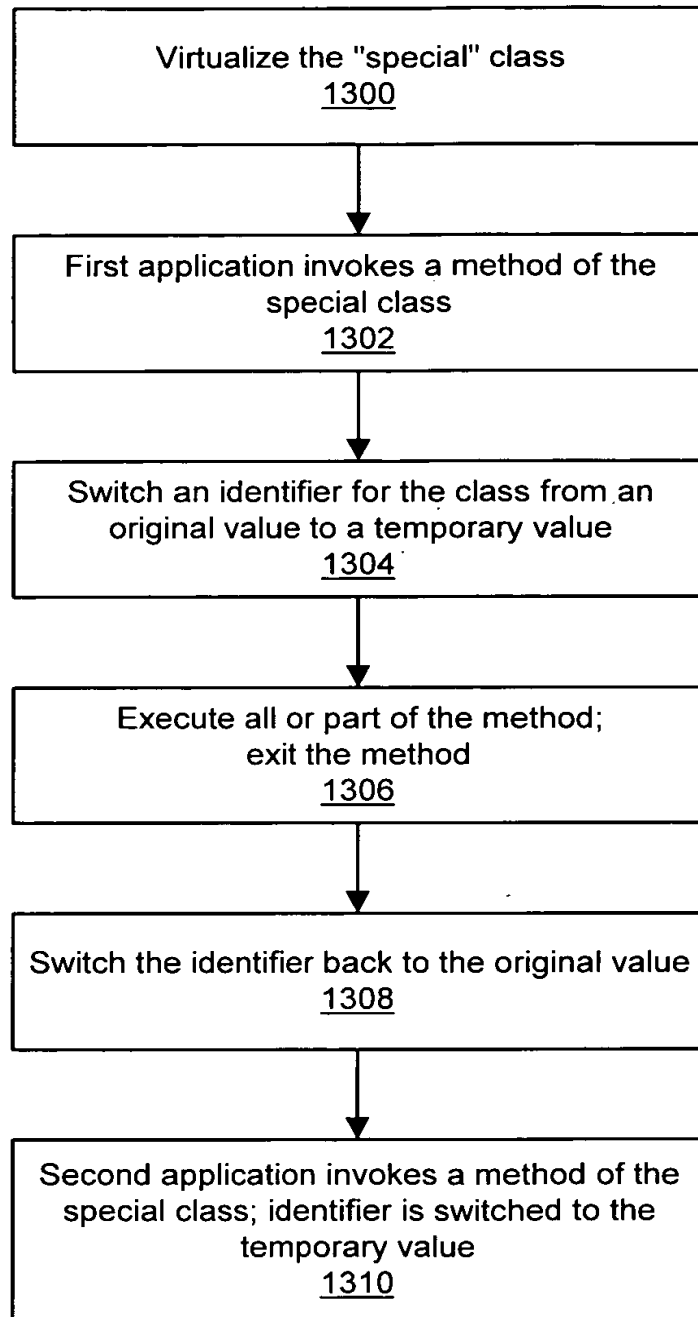 Virtualize the "special" class
1300
First application invokes a method of the
special class
1302
Switch an identifier for the class from an
original value to a temporary value
1304
Execute all or part of the method;
exit the method
1306
Switch the identifier back to the original value
1308
Second application invokes a method of the
special class; identifier is switched to the
temporary value
1310